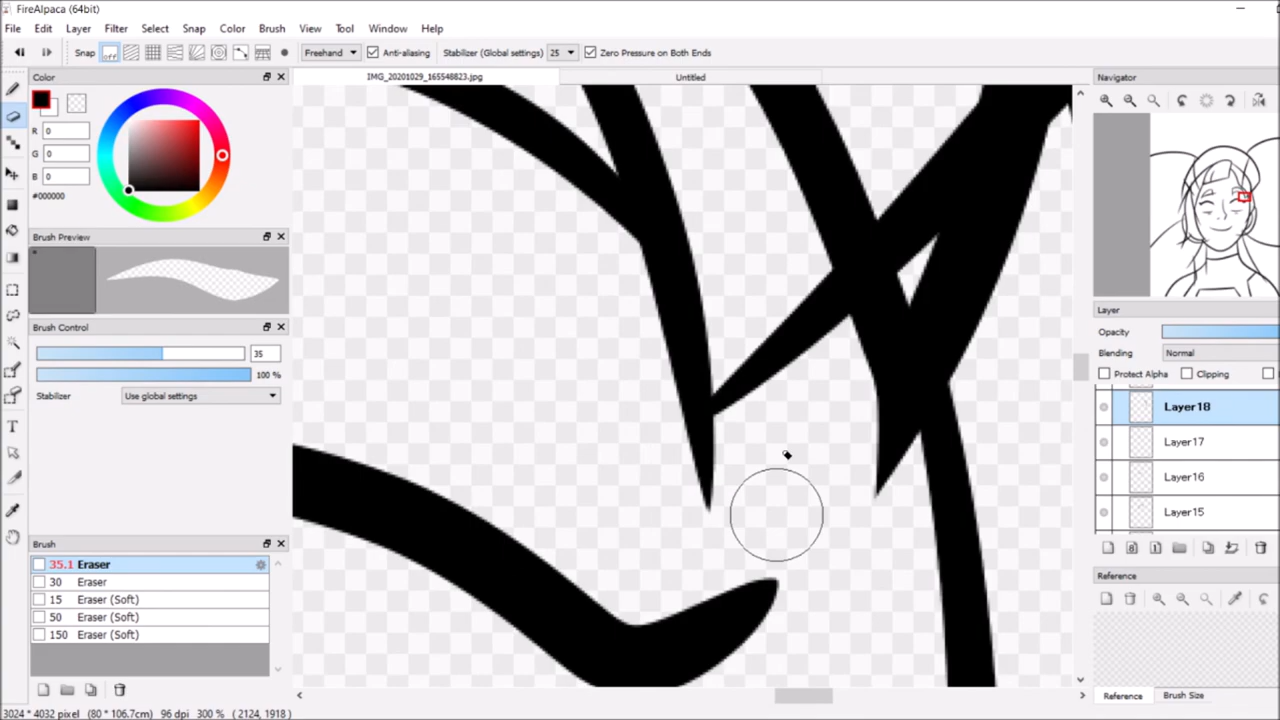 FireAlpaca (64bit)
File Edit Layer Filter Select Snap Color Brush View Tool Window Help
Snap off Freehand Anti-aliasing Stabilizer (Global settings) 25 Zero Pressure on Both Ends
Color
IMG_20201029_165548823.jpg
Untitled
Navigator
R 0
G 0
B 0
#000000
Brush Preview
Brush Control
35
100 %
Stabilizer Use global settings
Layer
Opacity
Blending Normal
Protect Alpha Clipping
Layer18
Layer17
Layer16
Layer15
Brush
35.1 Eraser
30 Eraser
15 Eraser (Soft)
50 Eraser (Soft)
150 Eraser (Soft)
Reference
Reference Brush Size
3024 * 4032 pixel (80 * 106.7cm) 96 dpi 300 % ( 2124, 1918 )